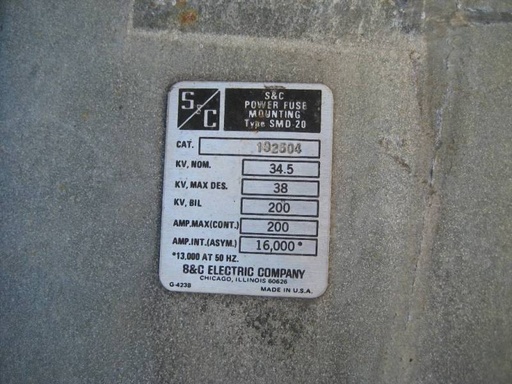 S&C
S&C
POWER FUSE
MOUNTING
Type SMD-20
CAT. 192504
KV, NOM. 34.5
KV, MAX DES. 38
KV, BIL 200
AMP.MAX(CONT.) 200
AMP.INT.(ASYM.) 16,000*
*13,000 AT 50 HZ.
S&C ELECTRIC COMPANY
CHICAGO, ILLINOIS 60626
G-4238 MADE IN U.S.A.